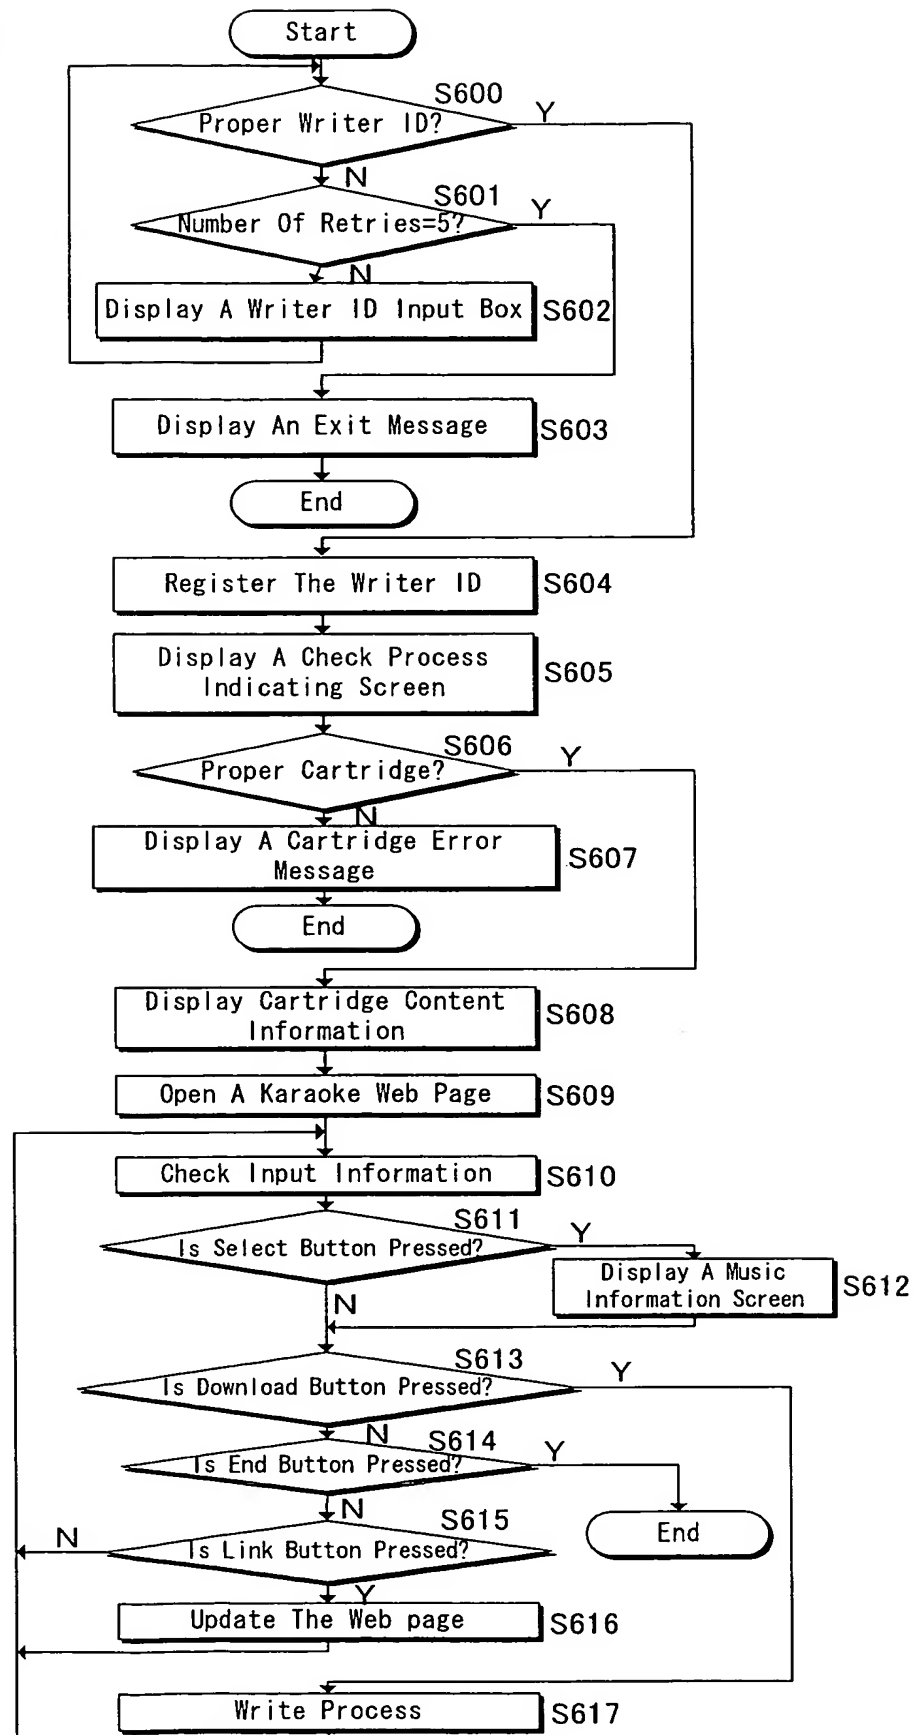 Start
S600
Y
Proper Writer ID?
N
S601
Y
Number Of Retries=5?
N
Display A Writer ID Input Box
S602
Display An Exit Message
S603
End
Register The Writer ID
S604
Display A Check Process
Indicating Screen
S605
S606
Y
Proper Cartridge?
N
Display A Cartridge Error
Message
S607
End
Display Cartridge Content
Information
S608
Open A Karaoke Web Page
S609
Check Input Information
S610
S611
Y
Is Select Button Pressed?
Display A Music
Information Screen
S612
N
S613
Y
Is Download Button Pressed?
N
S614
Y
Is End Button Pressed?
N
S615
End
N
Is Link Button Pressed?
Y
Update The Web page
S616
Write Process
S617